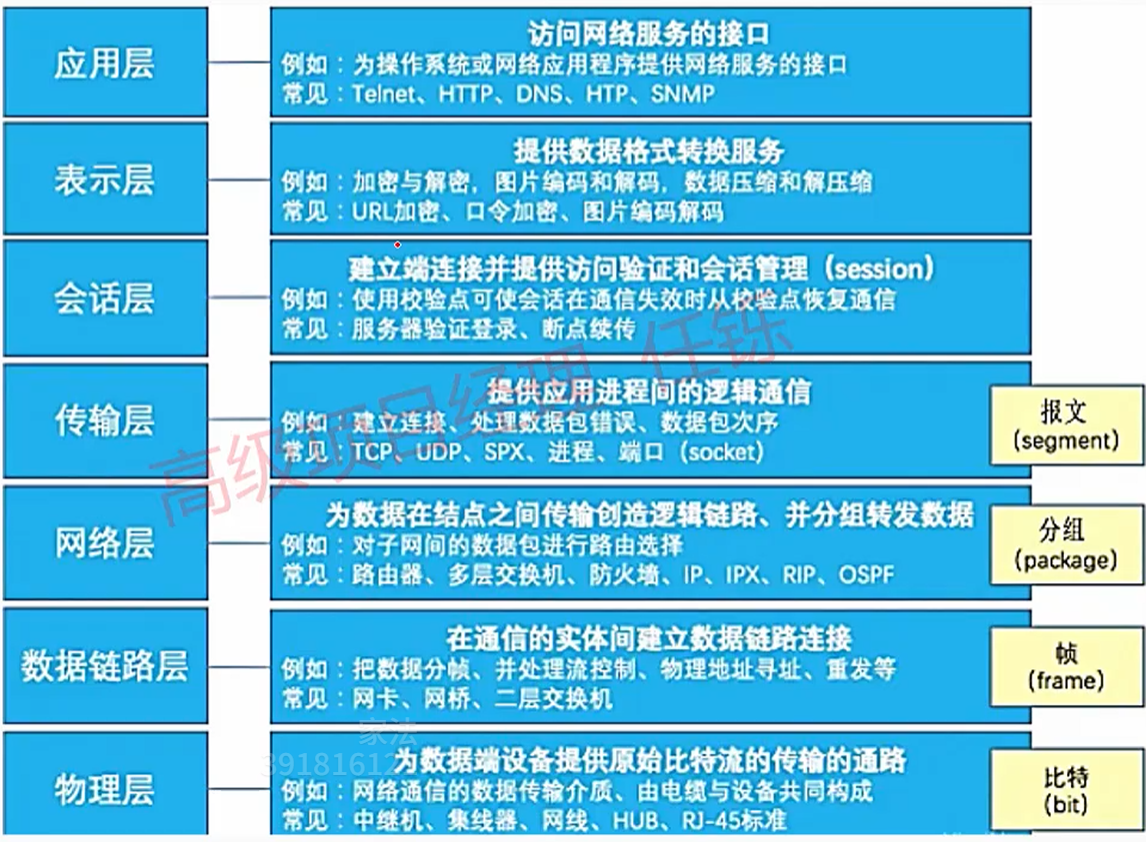 应用层
访问网络服务的接口
例如：为操作系统或网络应用程序提供网络服务的接口
常见：Telnet、HTTP、DNS、HTP、SNMP
表示层
提供数据格式转换服务
例如：加密与解密，图片编码和解码，数据压缩和解压缩
常见：URL加密、口令加密、图片编码解码
会话层
建立端连接并提供访问验证和会话管理（session）
例如：使用校验点可使会话在通信失效时从校验点恢复通信
常见：服务器验证登录、断点续传
传输层
提供应用进程间的逻辑通信
例如：建立连接、处理数据包错误、数据包次序
常见：TCP、UDP、SPX、进程、端口（socket）
报文
(segment)
网络层
为数据在结点之间传输创造逻辑链路、并分组转发数据
例如：对子网间的数据包进行路由选择
常见：路由器、多层交换机、防火墙、IP、IPX、RIP、OSPF
分组
(package)
数据链路层
在通信的实体间建立数据链路连接
例如：把数据分帧、并处理流控制、物理地址寻址、重发等
常见：网卡、网桥、二层交换机
帧
(frame)
物理层
为数据端设备提供原始比特流的传输的通路
例如：网络通信的数据传输介质、由电缆与设备共同构成
常见：中继机、集线器、网线、HUB、RJ-45标准
比特
(bit)
高级项目经理 任铄
家法